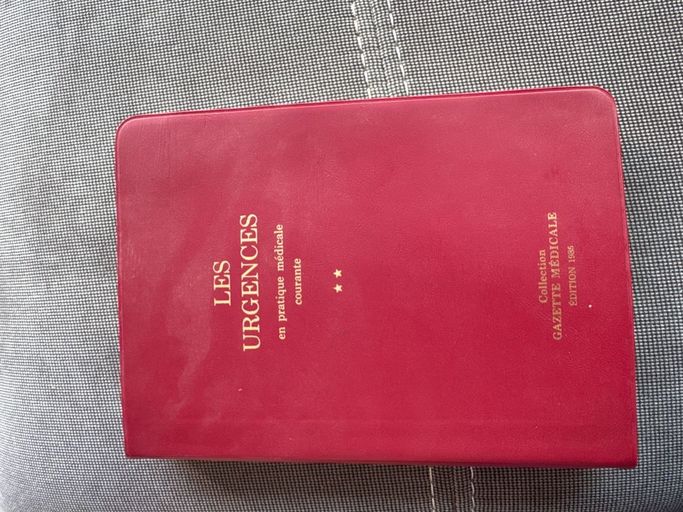 LES
URGENCES
en pratique médicale
courante
★★
Collection
GAZETTE MÉDICALE
ÉDITION 1985